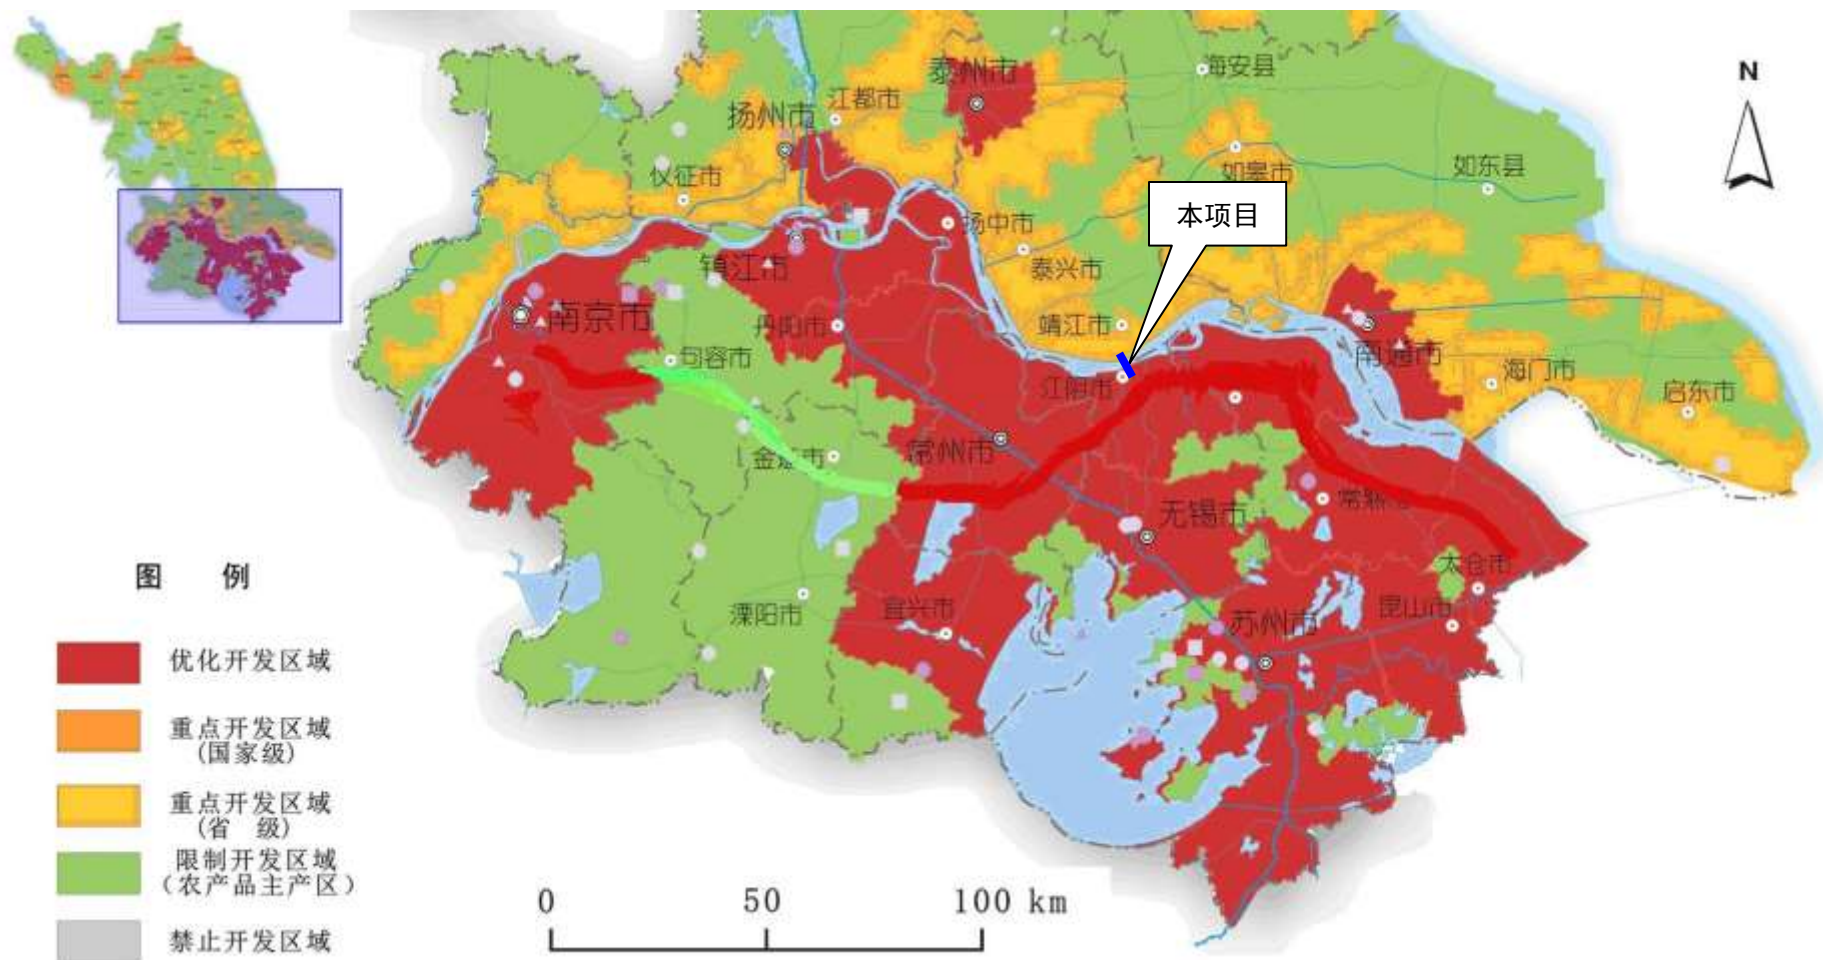 海安县
N
泰州市
江都市
扬州市
如皋市
如东县
仪征市
本项目
扬中市
泰兴市
镇江市
南京市
丹阳市
靖江市
南通市
句容市
江阴市
海门市
启东市
常州市
金坛市
常熟市
无锡市
太仓市
图 例
溧阳市
宜兴市
苏州市
昆山市
优化开发区域
重点开发区域
(国家级)
重点开发区域
(省 级)
限制开发区域
(农产品主产区)
禁止开发区域
0 50 100 km